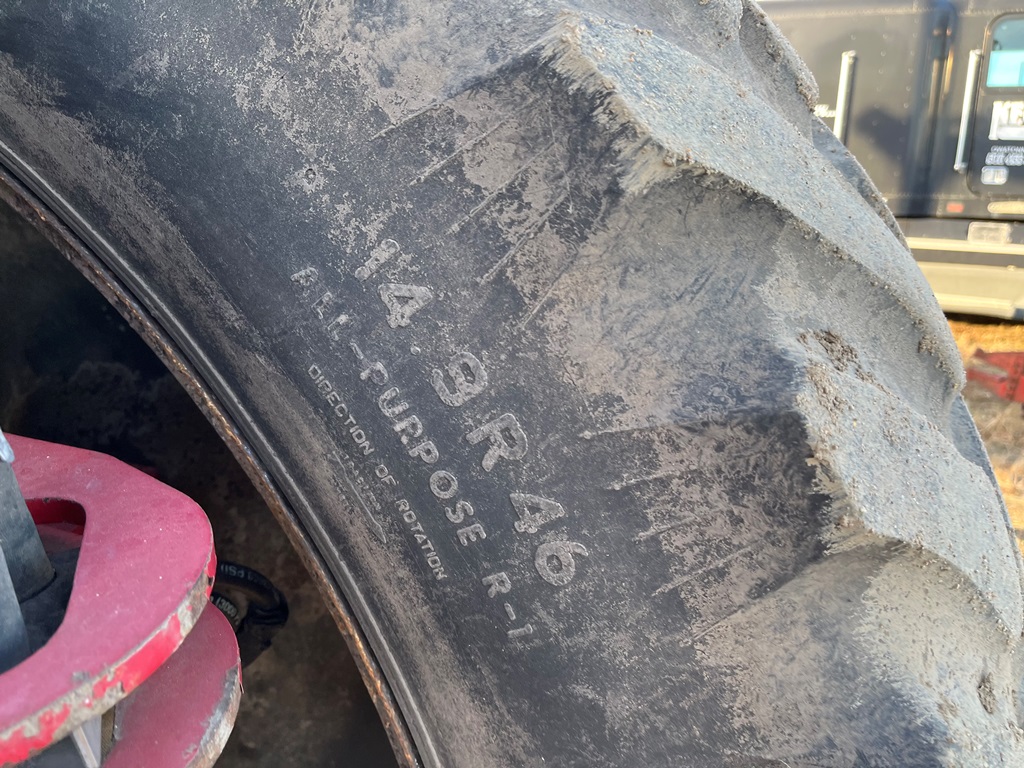 14.9R46
ALL-PURPOSE R-1
DIRECTION OF ROTATION